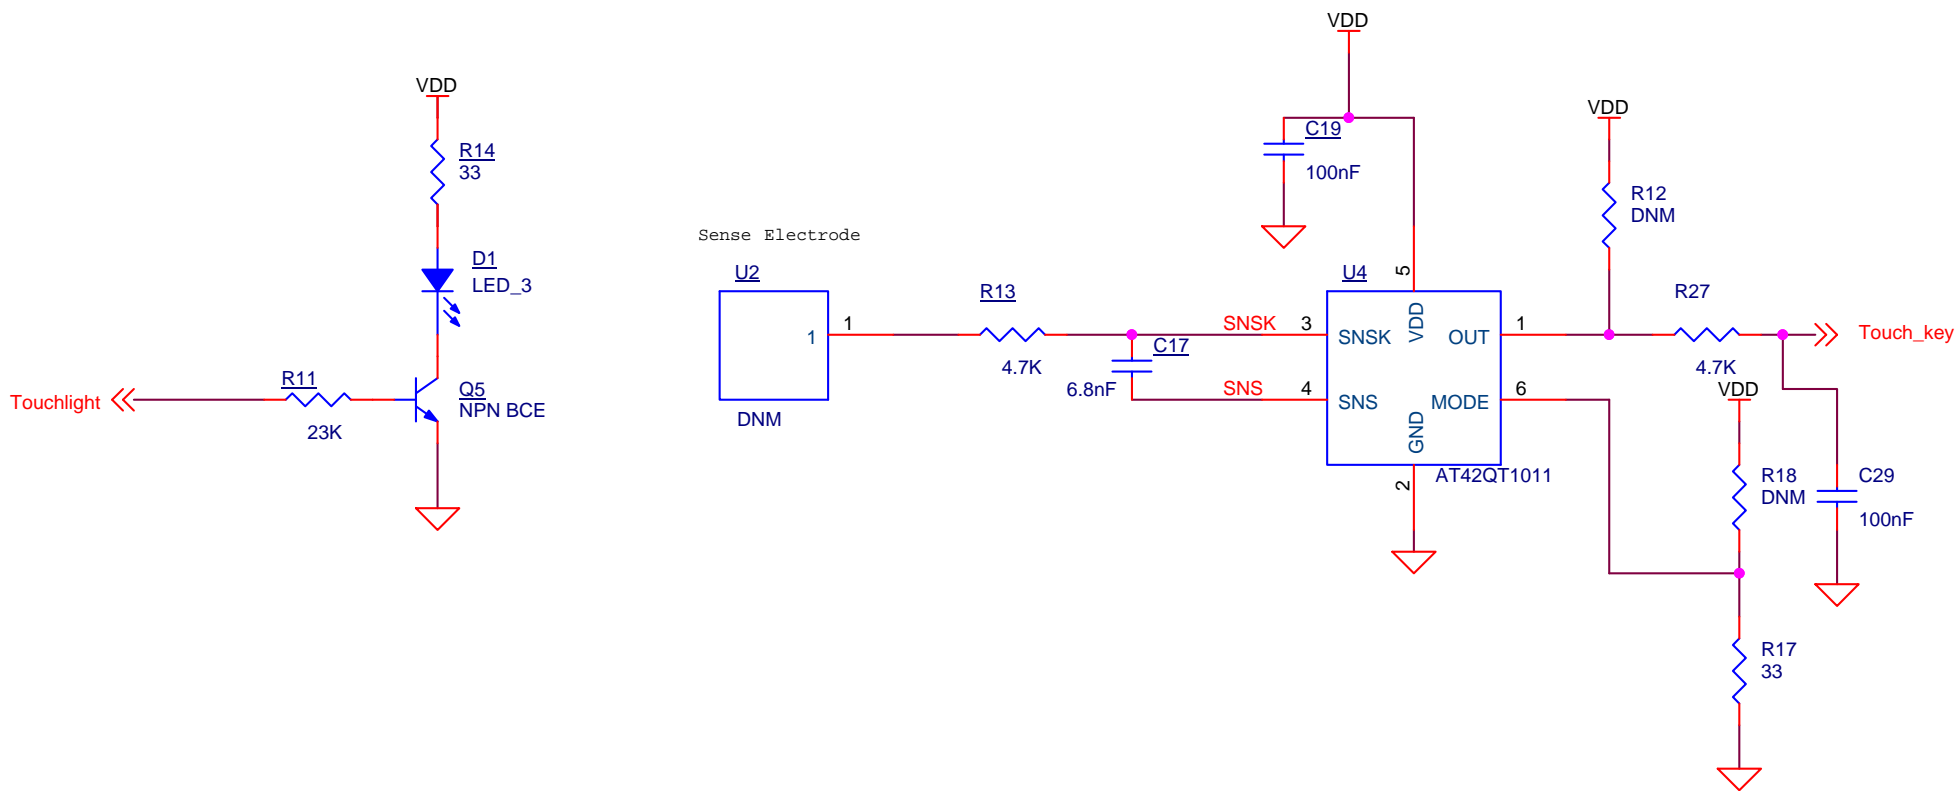 VDD
R14
33
D1
LED_3
Touchlight
R11
23K
Q5
NPN BCE
Sense Electrode
U2
1
1
DNM
R13
4.7K
C17
6.8nF
SNSK
SNS
VDD
C19
100nF
U4
5
3
4
SNSK
SNS
VDD
GND
OUT
MODE
1
6
2
AT42QT1011
VDD
R12
DNM
R27
4.7K
Touch_key
VDD
R18
DNM
C29
100nF
R17
33